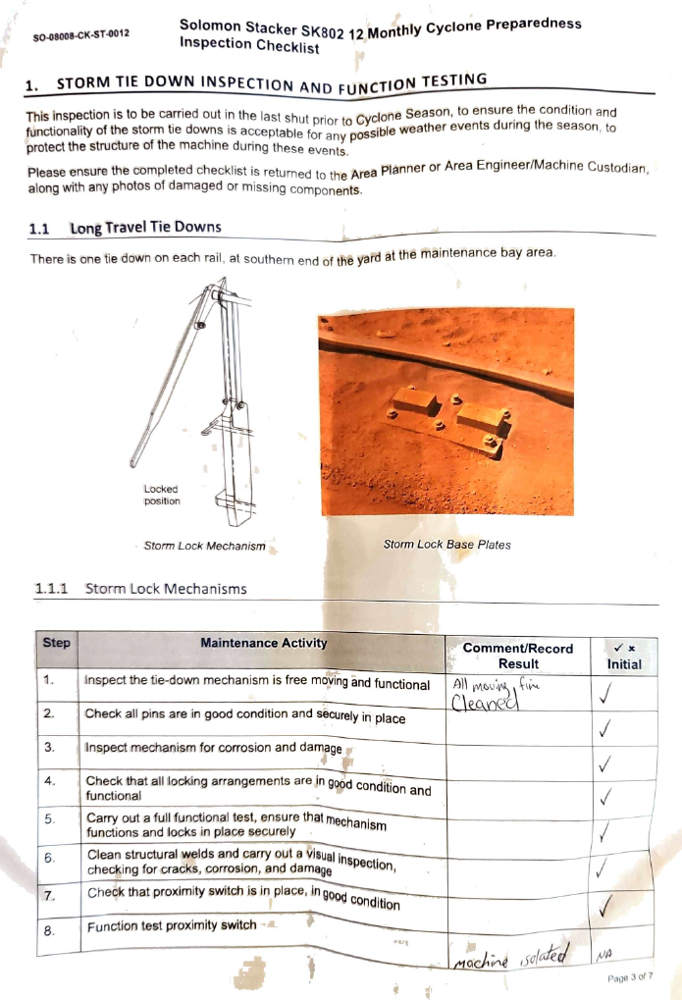 SO-08008-CK-ST-0012
Solomon Stacker SK802 12 Monthly Cyclone Preparedness
Inspection Checklist
1. STORM TIE DOWN INSPECTION AND FUNCTION TESTING
This inspection is to be carried out in the last shut prior to Cyclone Season, to ensure the condition and
functionality of the storm tie downs is acceptable for any possible weather events during the season, to
protect the structure of the machine during these events.
Please ensure the completed checklist is returned to the Area Planner or Area Engineer/Machine Custodian,
along with any photos of damaged or missing components.
1.1 Long Travel Tie Downs
There is one tie down on each rail, at southern end of the yard at the maintenance bay area.
Locked
position
Storm Lock Mechanism
Storm Lock Base Plates
1.1.1 Storm Lock Mechanisms
Step Maintenance Activity Comment/Record Result ✓ × Initial
1. Inspect the tie-down mechanism is free moving and functional All moving fine Cleaned ✓
2. Check all pins are in good condition and securely in place ✓
3. Inspect mechanism for corrosion and damage ✓
4. Check that all locking arrangements are in good condition and
functional ✓
5. Carry out a full functional test, ensure that mechanism
functions and locks in place securely ✓
6. Clean structural welds and carry out a visual inspection,
checking for cracks, corrosion, and damage ✓
7. Check that proximity switch is in place, in good condition ✓
8. Function test proximity switch machine isolated NA
Page 3 of 7